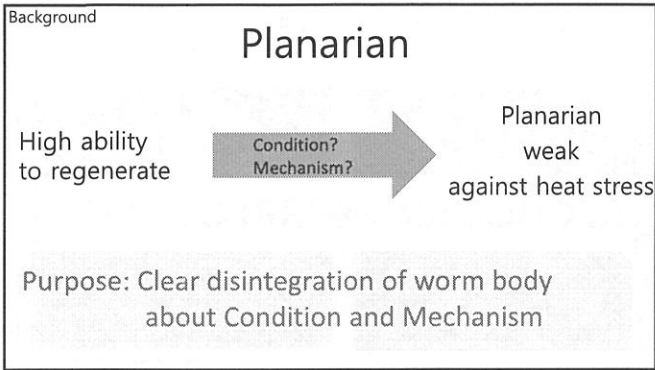 Background
Planarian
High ability
to regenerate
Condition?
Mechanism?
Planarian
weak
against heat stress
Purpose: Clear disintegration of worm body
about Condition and Mechanism